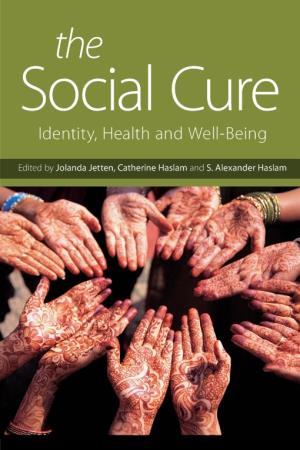 the
Social Cure
Identity, Health and Well-Being
Edited by Jolanda Jetten, Catherine Haslam and S. Alexander Haslam